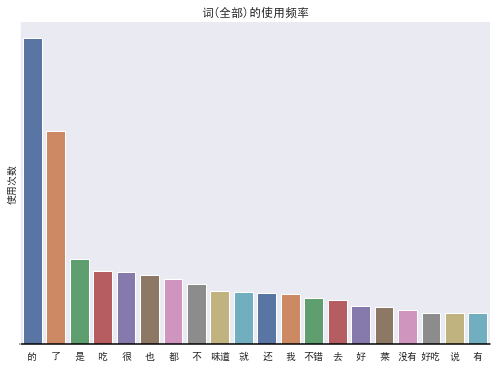 词(全部)的使用频率
使用次数
的 了 是 吃 很 也 都 不 味道 就 还 我 不错 去 好 菜 没有 好吃 说 有